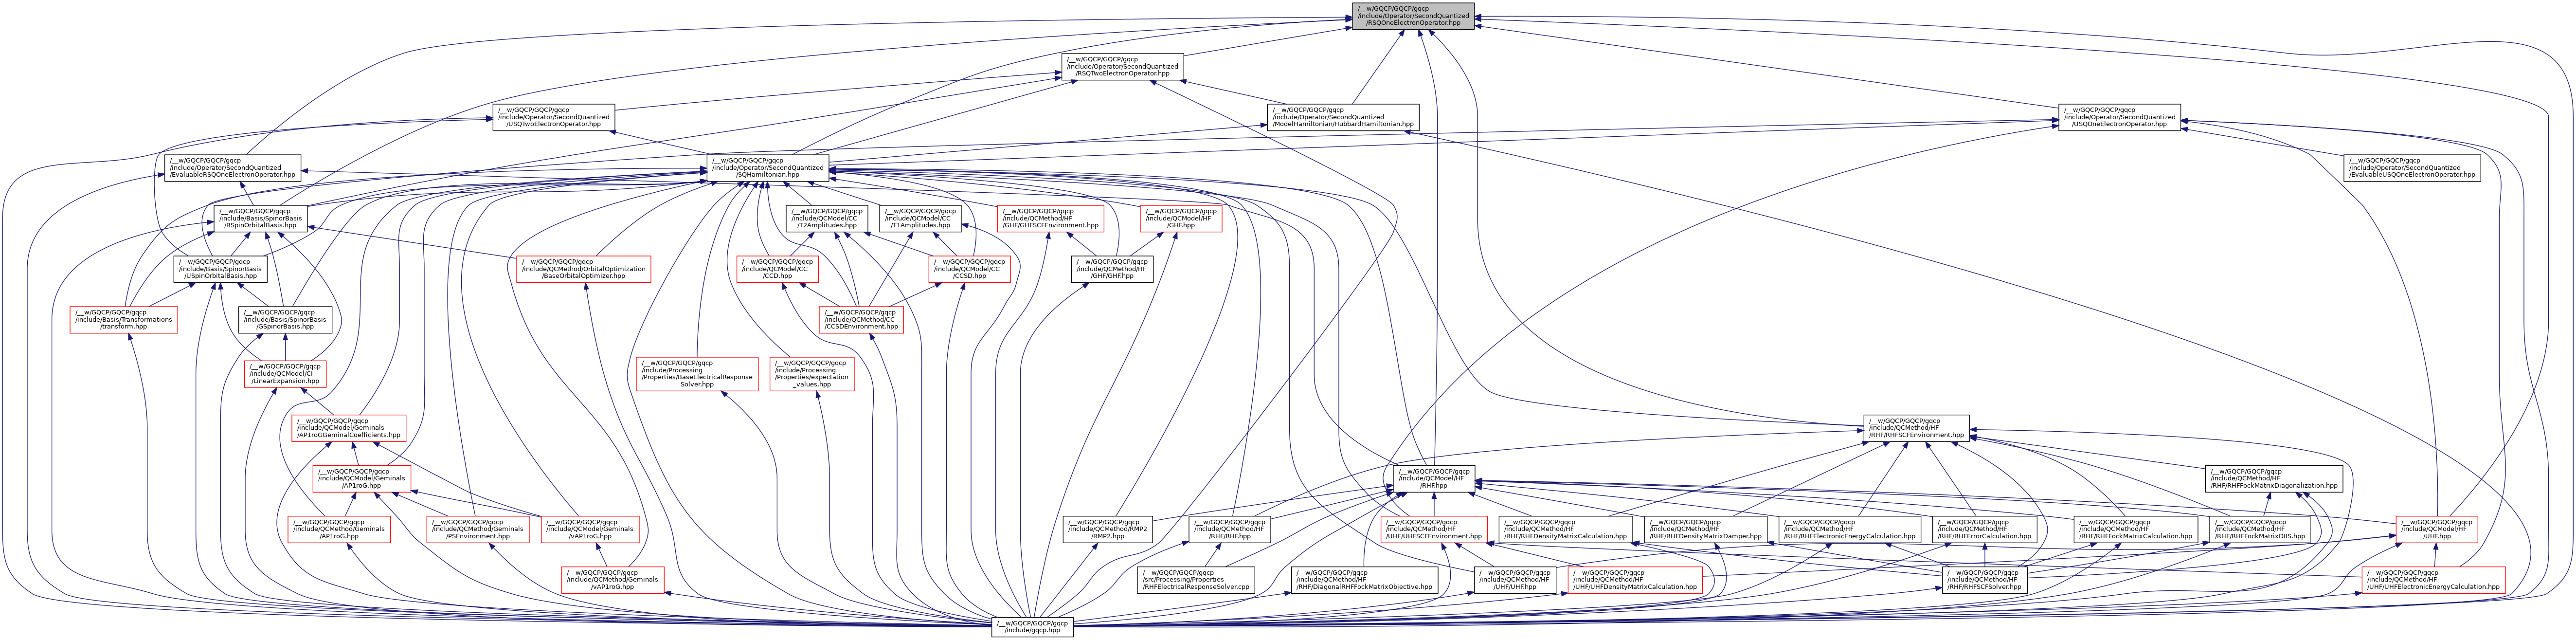 /__w/GQCP/GQCP/gqcp
/include/Operator/SecondQuantized
/RSQOneElectronOperator.hpp
/__w/GQCP/GQCP/gqcp
/include/Operator/SecondQuantized
/RSQTwoElectronOperator.hpp
/__w/GQCP/GQCP/gqcp
/include/Operator/SecondQuantized
/USQTwoElectronOperator.hpp
/__w/GQCP/GQCP/gqcp
/include/Operator/SecondQuantized
/ModelHamiltonian/HubbardHamiltonian.hpp
/__w/GQCP/GQCP/gqcp
/include/Operator/SecondQuantized
/USQOneElectronOperator.hpp
/__w/GQCP/GQCP/gqcp
/include/Operator/SecondQuantized
/EvaluableRSQOneElectronOperator.hpp
/__w/GQCP/GQCP/gqcp
/include/Operator/SecondQuantized
/SQHamiltonian.hpp
/__w/GQCP/GQCP/gqcp
/include/Operator/SecondQuantized
/EvaluableUSQOneElectronOperator.hpp
/__w/GQCP/GQCP/gqcp
/include/Basis/SpinorBasis
/RSpinOrbitalBasis.hpp
/__w/GQCP/GQCP/gqcp
/include/QCModel/CC
/T2Amplitudes.hpp
/__w/GQCP/GQCP/gqcp
/include/QCModel/CC
/T1Amplitudes.hpp
/__w/GQCP/GQCP/gqcp
/include/QCMethod/HF
/GHF/GHFSCFEnvironment.hpp
/__w/GQCP/GQCP/gqcp
/include/QCModel/HF
/GHF.hpp
/__w/GQCP/GQCP/gqcp
/include/Basis/SpinorBasis
/USpinOrbitalBasis.hpp
/__w/GQCP/GQCP/gqcp
/include/QCMethod/OrbitalOptimization
/BaseOrbitalOptimizer.hpp
/__w/GQCP/GQCP/gqcp
/include/QCModel/CC
/CCD.hpp
/__w/GQCP/GQCP/gqcp
/include/QCModel/CC
/CCSD.hpp
/__w/GQCP/GQCP/gqcp
/include/QCMethod/HF
/GHF/GHF.hpp
/__w/GQCP/GQCP/gqcp
/include/Basis/Transformations
/transform.hpp
/__w/GQCP/GQCP/gqcp
/include/Basis/SpinorBasis
/GSpinorBasis.hpp
/__w/GQCP/GQCP/gqcp
/include/QCMethod/CC
/CCSDEnvironment.hpp
/__w/GQCP/GQCP/gqcp
/include/QCModel/CI
/LinearExpansion.hpp
/__w/GQCP/GQCP/gqcp
/include/Processing
/Properties/BaseElectricalResponse
Solver.hpp
/__w/GQCP/GQCP/gqcp
/include/Processing
/Properties/expectation
_values.hpp
/__w/GQCP/GQCP/gqcp
/include/QCModel/Geminals
/AP1roGGeminalCoefficients.hpp
/__w/GQCP/GQCP/gqcp
/include/QCMethod/HF
/RHF/RHFSCFEnvironment.hpp
/__w/GQCP/GQCP/gqcp
/include/QCModel/Geminals
/AP1roG.hpp
/__w/GQCP/GQCP/gqcp
/include/QCModel/HF
/RHF.hpp
/__w/GQCP/GQCP/gqcp
/include/QCMethod/HF
/RHF/RHFFockMatrixDiagonalization.hpp
/__w/GQCP/GQCP/gqcp
/include/QCMethod/Geminals
/AP1roG.hpp
/__w/GQCP/GQCP/gqcp
/include/QCMethod/Geminals
/PSEnvironment.hpp
/__w/GQCP/GQCP/gqcp
/include/QCModel/Geminals
/vAP1roG.hpp
/__w/GQCP/GQCP/gqcp
/include/QCMethod/RMP2
/RMP2.hpp
/__w/GQCP/GQCP/gqcp
/include/QCMethod/HF
/RHF/RHF.hpp
/__w/GQCP/GQCP/gqcp
/include/QCMethod/HF
/UHF/UHFSCFEnvironment.hpp
/__w/GQCP/GQCP/gqcp
/include/QCMethod/HF
/RHF/RHFDensityMatrixCalculation.hpp
/__w/GQCP/GQCP/gqcp
/include/QCMethod/HF
/RHF/RHFDensityMatrixDamper.hpp
/__w/GQCP/GQCP/gqcp
/include/QCMethod/HF
/RHF/RHFElectronicEnergyCalculation.hpp
/__w/GQCP/GQCP/gqcp
/include/QCMethod/HF
/RHF/RHFErrorCalculation.hpp
/__w/GQCP/GQCP/gqcp
/include/QCMethod/HF
/RHF/RHFFockMatrixCalculation.hpp
/__w/GQCP/GQCP/gqcp
/include/QCMethod/HF
/RHF/RHFFockMatrixDIIS.hpp
/__w/GQCP/GQCP/gqcp
/include/QCModel/HF
/UHF.hpp
/__w/GQCP/GQCP/gqcp
/include/QCMethod/Geminals
/vAP1roG.hpp
/__w/GQCP/GQCP/gqcp
/src/Processing/Properties
/RHFElectricalResponseSolver.cpp
/__w/GQCP/GQCP/gqcp
/include/QCMethod/HF
/RHF/DiagonalRHFFockMatrixObjective.hpp
/__w/GQCP/GQCP/gqcp
/include/QCMethod/HF
/UHF/UHF.hpp
/__w/GQCP/GQCP/gqcp
/include/QCMethod/HF
/UHF/UHFDensityMatrixCalculation.hpp
/__w/GQCP/GQCP/gqcp
/include/QCMethod/HF
/RHF/RHFSCFSolver.hpp
/__w/GQCP/GQCP/gqcp
/include/QCMethod/HF
/UHF/UHFElectronicEnergyCalculation.hpp
/__w/GQCP/GQCP/gqcp
/include/gqcp.hpp